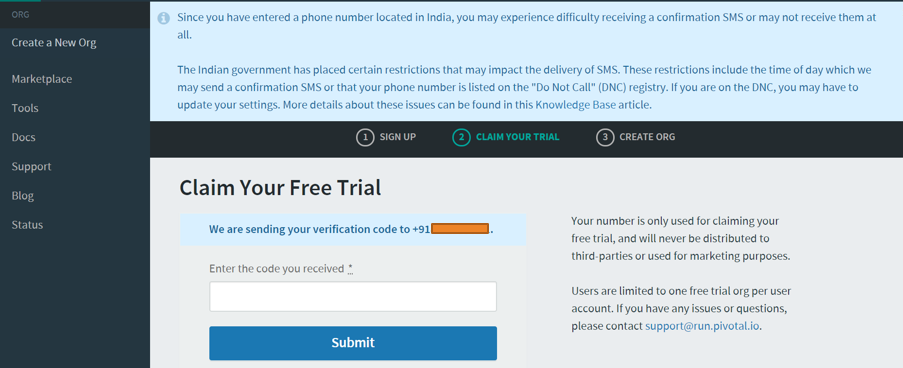 ORG
Create a New Org
Marketplace
Tools
Docs
Support
Blog
Status
Since you have entered a phone number located in India, you may experience difficulty receiving a confirmation SMS or may not receive them at
all.
The Indian government has placed certain restrictions that may impact the delivery of SMS. These restrictions include the time of day which we
may send a confirmation SMS or that your phone number is listed on the "Do Not Call" (DNC) registry. If you are on the DNC, you may have to
update your settings. More details about these issues can be found in this Knowledge Base article.
1 SIGN UP
2 CLAIM YOUR TRIAL
3 CREATE ORG
Claim Your Free Trial
We are sending your verification code to +91 .
Enter the code you received *
Submit
Your number is only used for claiming your
free trial, and will never be distributed to
third-parties or used for marketing purposes.
Users are limited to one free trial org per user
account. If you have any issues or questions,
please contact support@run.pivotal.io.